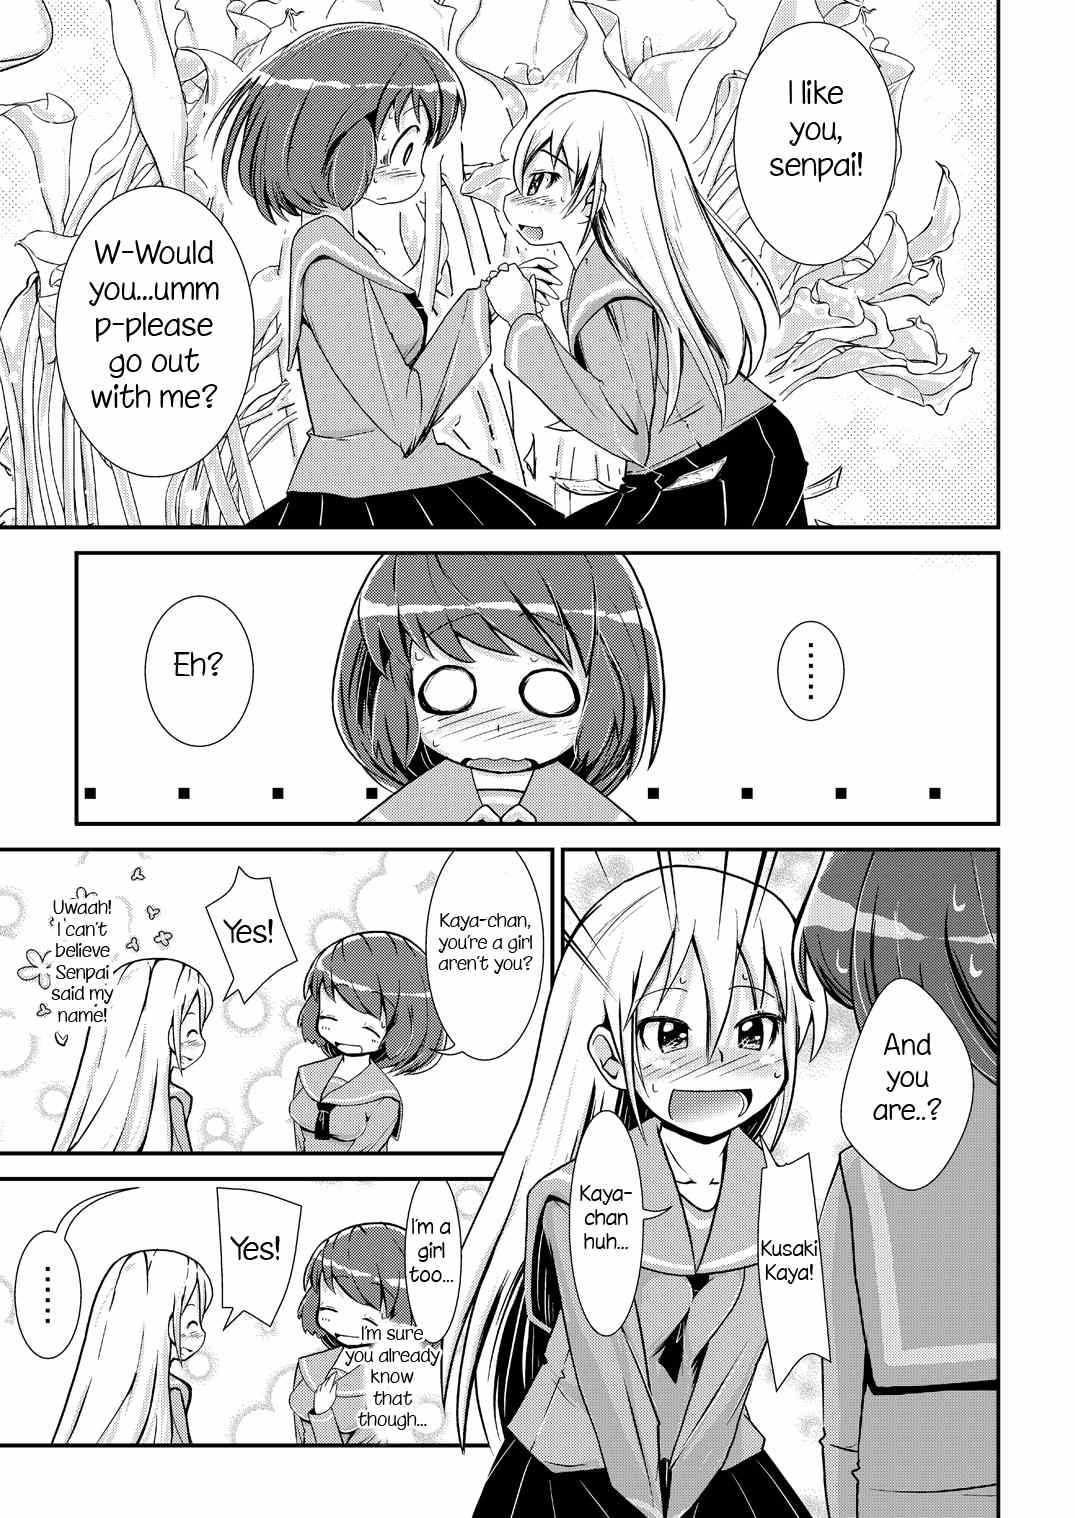 I like
you,
senpai!
W-Would
you...umm
p-please
go out
with me?
........
Eh?
And
you
are..?
Kusaki
Kaya!
Kaya-
chan
huh...
Kaya-chan,
you're a girl
aren't you?
Yes!
Uwaah!
I can't
believe
Senpai
said my
name!
I'm a
girl
too...
I'm sure
you already
know
that
though...
Yes!
......